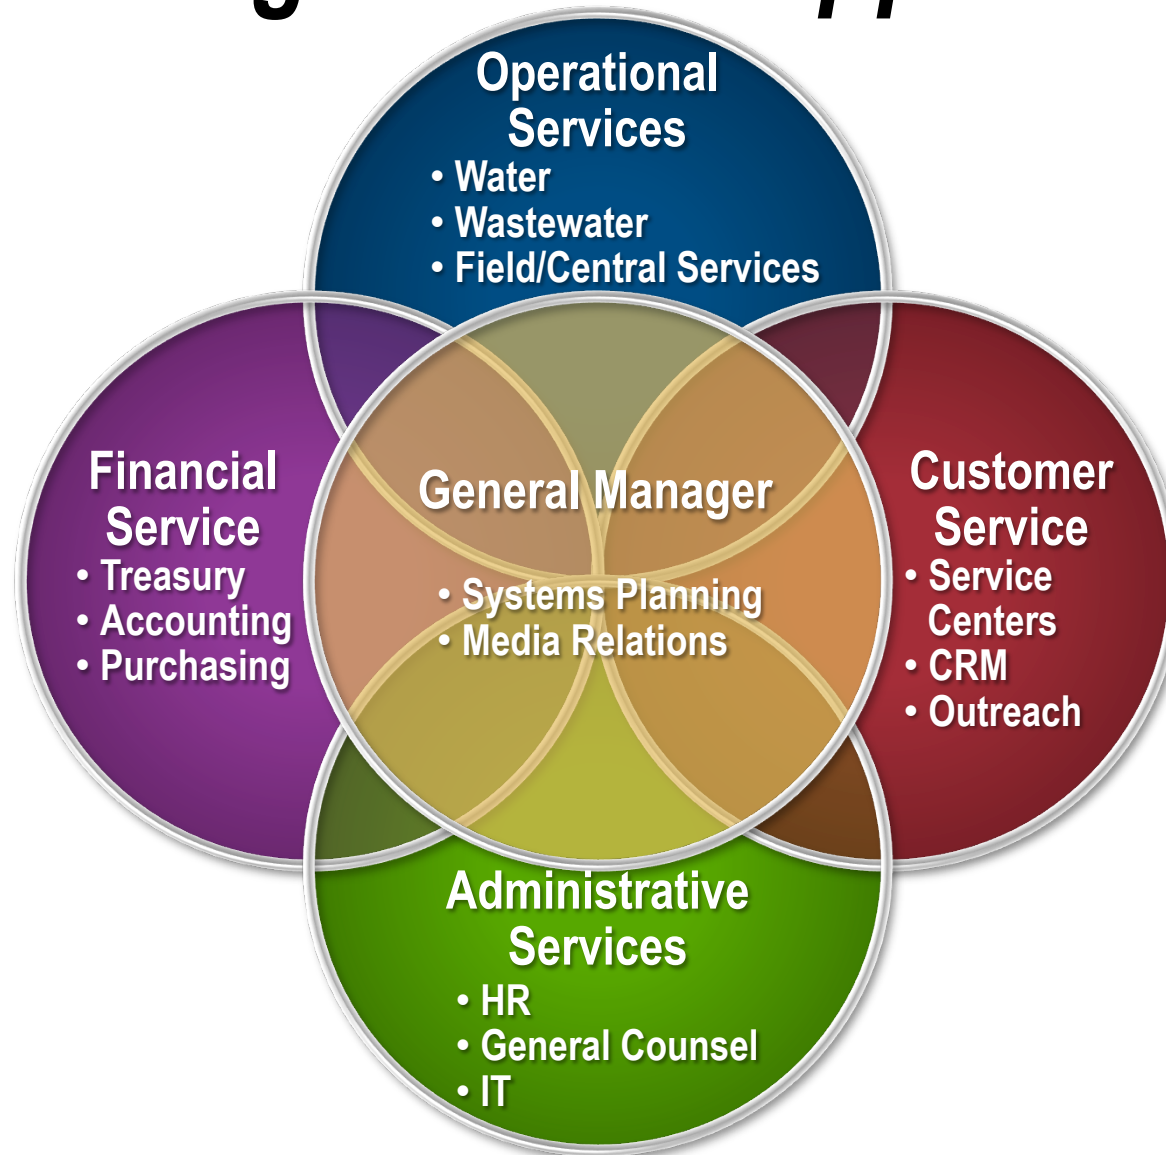 Operational
Services
• Water
• Wastewater
• Field/Central Services
Financial
Service
• Treasury
• Accounting
• Purchasing
General Manager
• Systems Planning
• Media Relations
Customer
Service
• Service
Centers
• CRM
• Outreach
Administrative
Services
• HR
• General Counsel
• IT